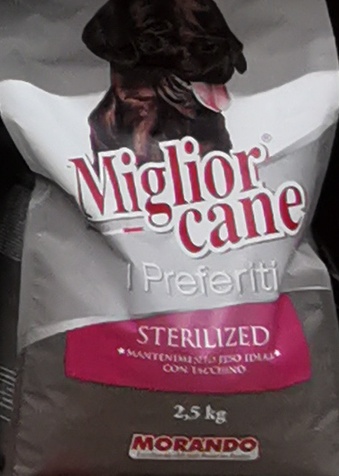 Miglior®
cane
I Preferiti
STERILIZED
*MANTENIMENTO PESO IDEALE*
CON TACCHINO
2,5 kg
MORANDO